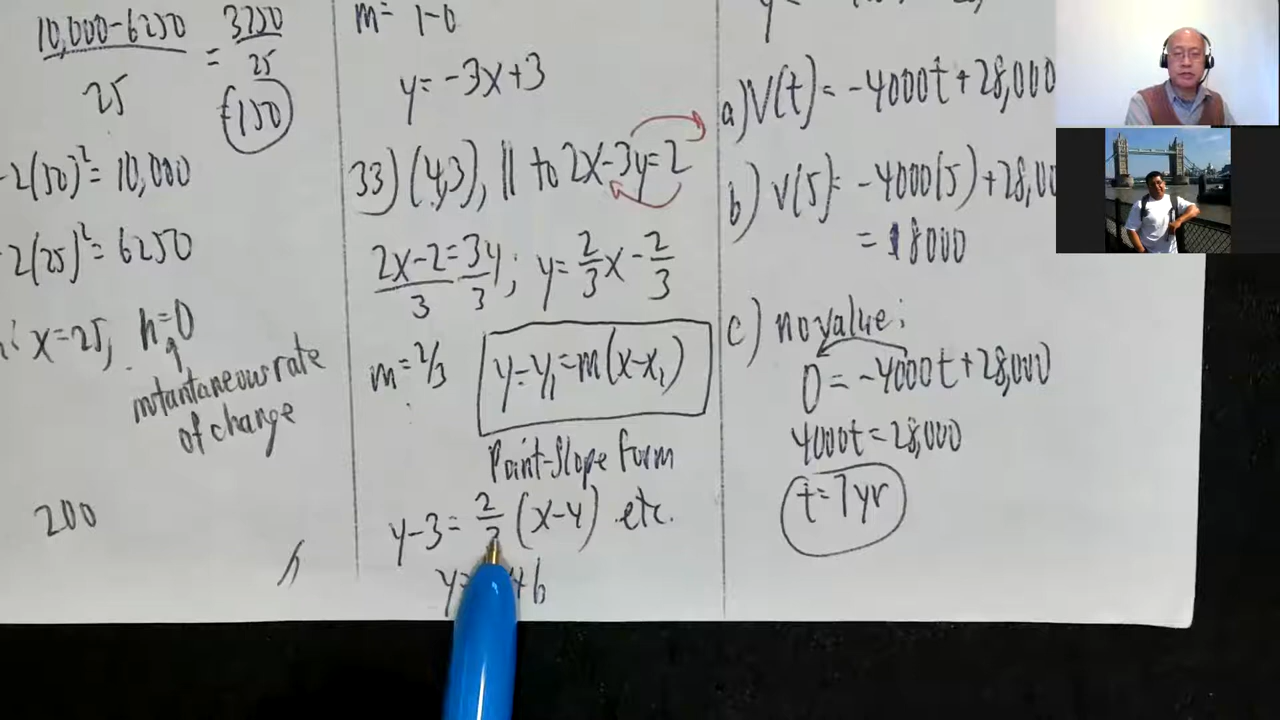 10,000-6250 = 3750
25 25
150
-2(50)²=10,000
-2(25)²=6250
x=25, h=0
instantaneous rate
of change
200
h
m= 1-0
y=-3x+3
33) (4,3), || to 2x-3y=2
2x-2=3y; y=2/3x-2/3
3 3
m=2/3
y-y₁=m(x-x₁)
Point-Slope Form
y-3=2/3(x-4) etc.
y= +b
y=
a) V(t)=-4000t+28,000
b) V(5)=-4000(5)+28,00
=18000
c) no value:
0=-4000t+28,000
4000t=28,000
t=7yr